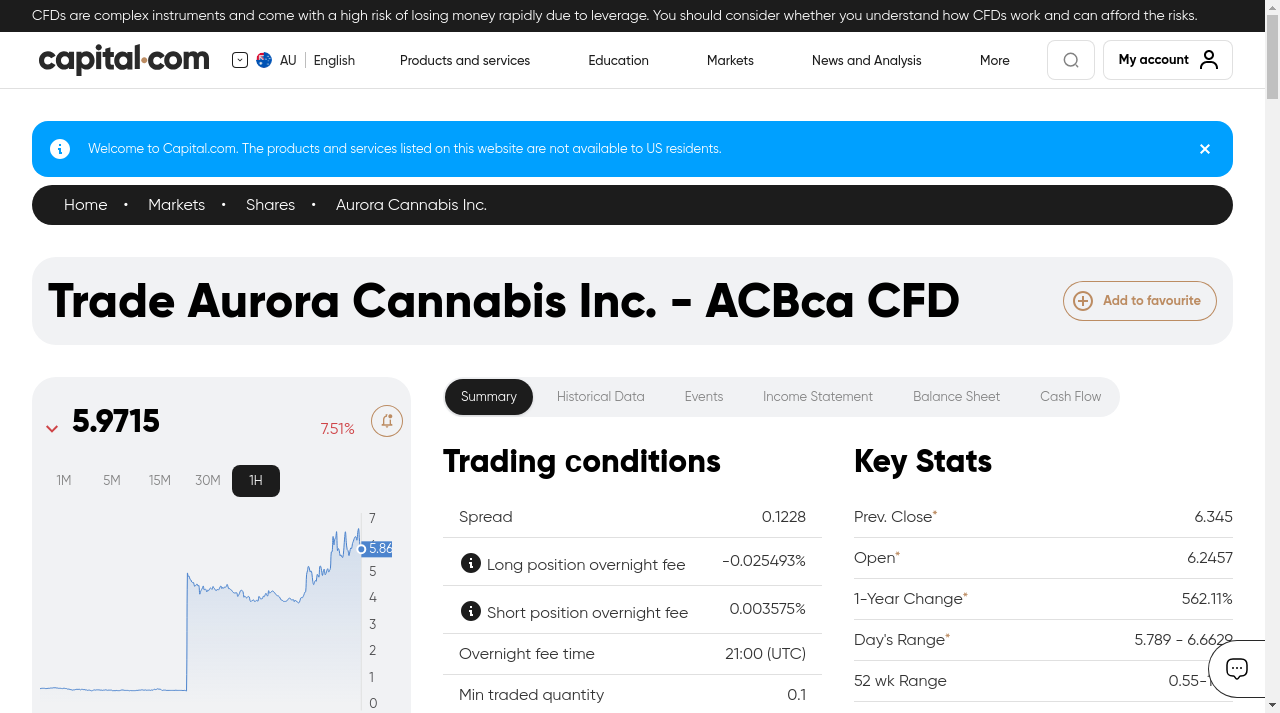 CFDs are complex instruments and come with a high risk of losing money rapidly due to leverage. You should consider whether you understand how CFDs work and can afford the risks.
capital.com AU English Products and services Education Markets News and Analysis More My account
Welcome to Capital.com. The products and services listed on this website are not available to US residents.
Home • Markets • Shares • Aurora Cannabis Inc.
Trade Aurora Cannabis Inc. - ACBca CFD
Add to favourite
5.9715
7.51%
1M 5M 15M 30M 1H
7
5.86
5
4
3
2
1
0
Summary Historical Data Events Income Statement Balance Sheet Cash Flow
Trading conditions
Spread 0.1228
Long position overnight fee -0.025493%
Short position overnight fee 0.003575%
Overnight fee time 21:00 (UTC)
Min traded quantity 0.1
Key Stats
Prev. Close* 6.345
Open* 6.2457
1-Year Change* 562.11%
Day's Range* 5.789 - 6.6629
52 wk Range 0.55-